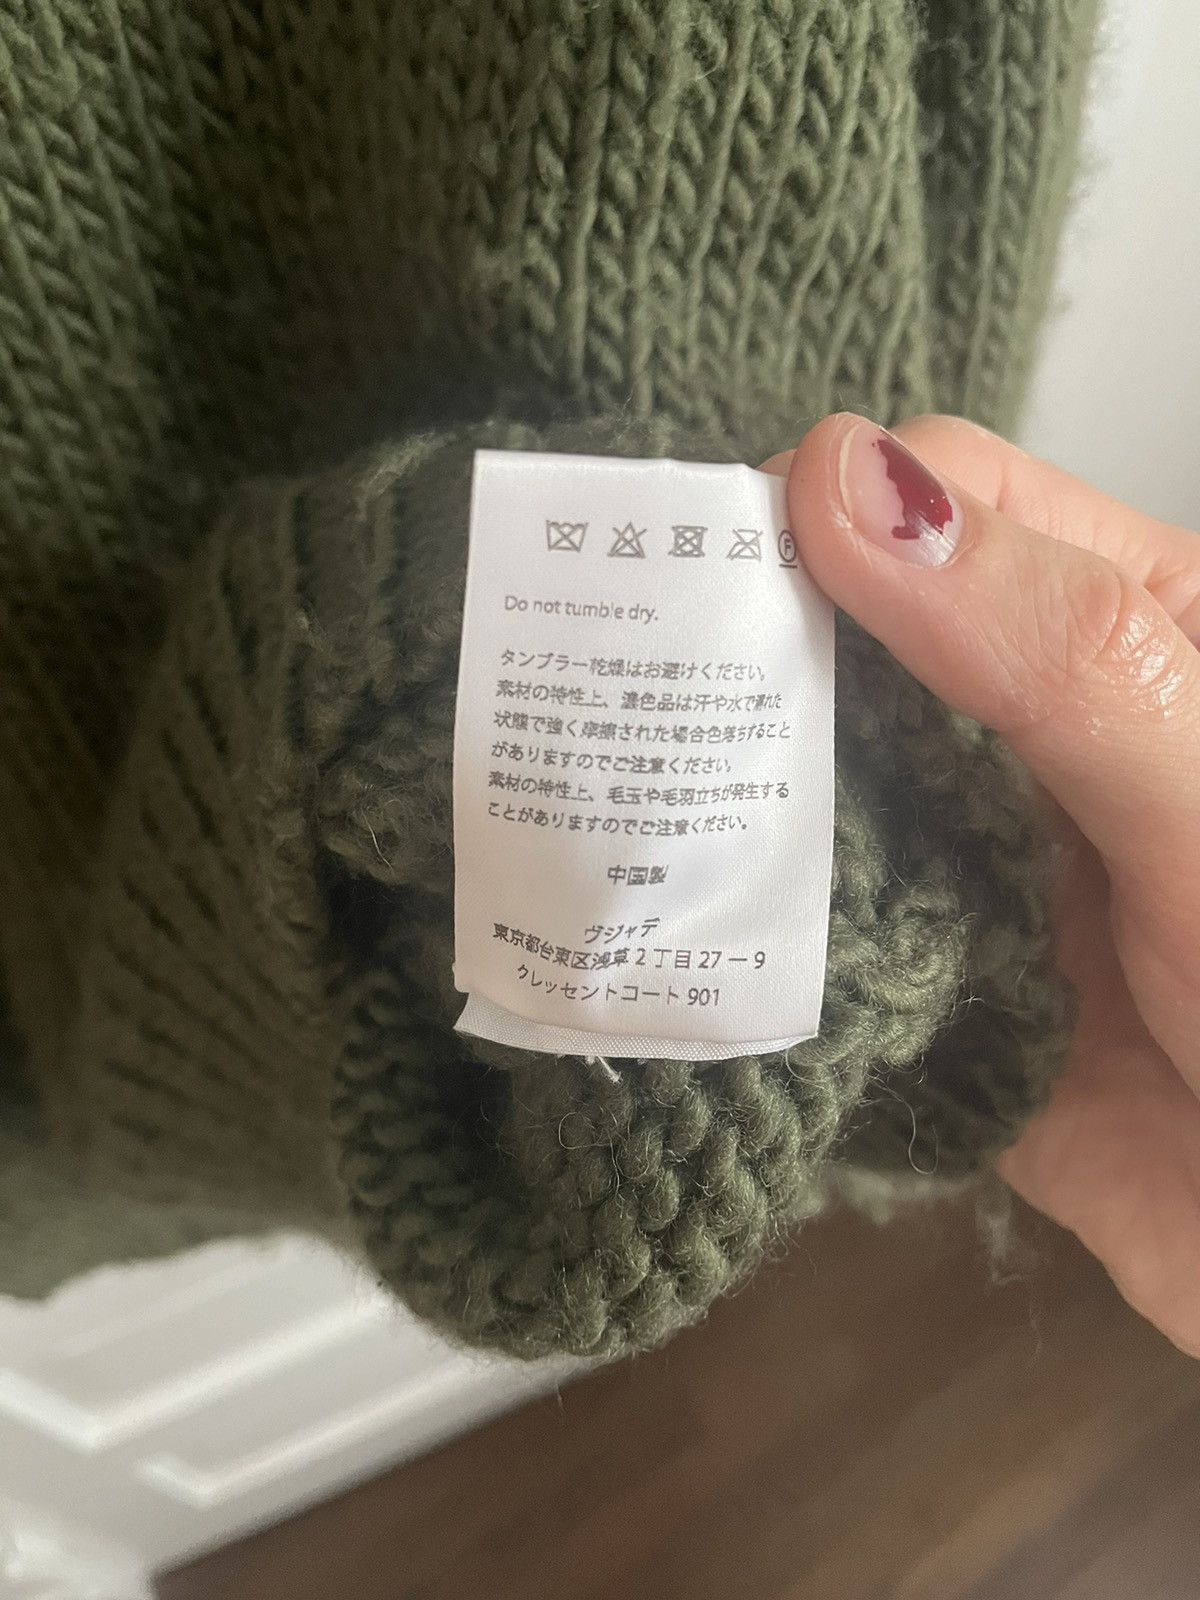 F
Do not tumble dry.
タンブラー乾燥はお避けください。
素材の特性上、濃色品は汗や水で濡れた
状態で強く摩擦された場合色落ちすること
がありますのでご注意ください。
素材の特性上、毛玉や毛羽立ちが発生する
ことがありますのでご注意ください。
中国製
ヴジャデ
東京都台東区浅草2丁目27ー9
クレッセントコート901